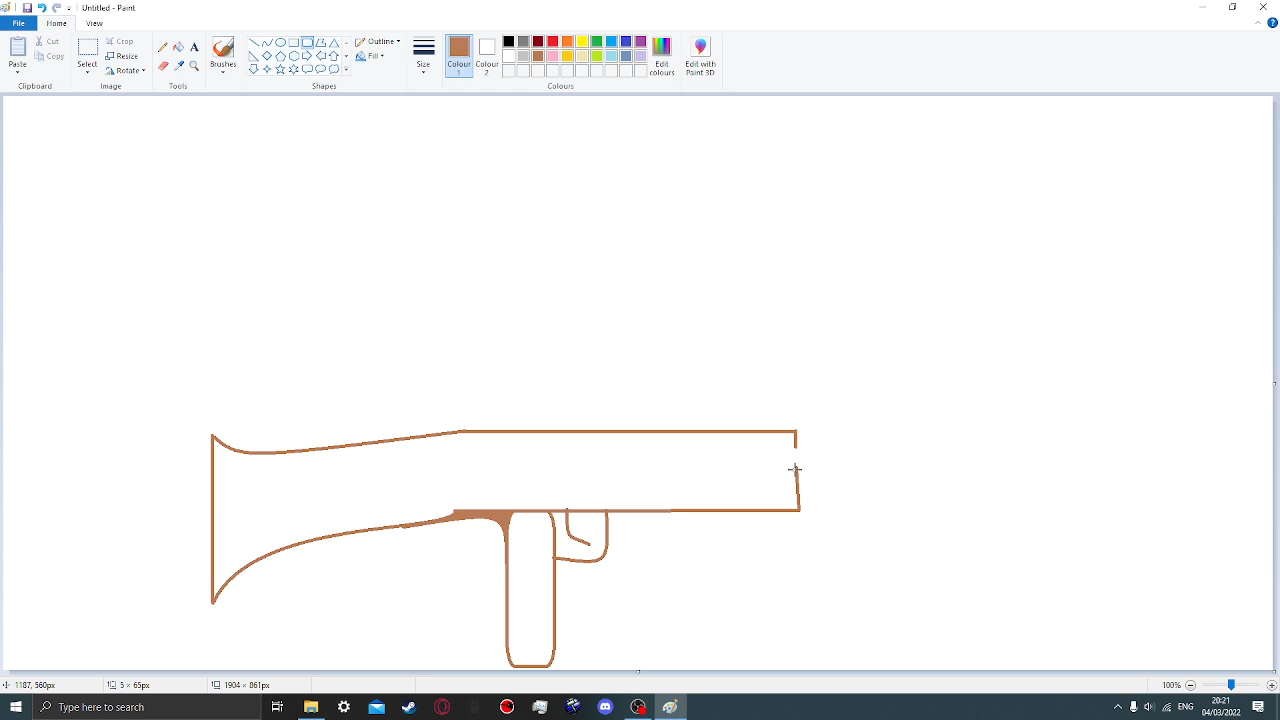 Untitled - Paint
File Home View
Paste
Cut
Copy
Clipboard
Select
Crop
Resize
Rotate
Image
A
Tools
Brushes
Outline
Fill
Shapes
Size
Colour 1
Colour 2
Edit colours
Colours
Edit with Paint 3D
1187, 560px
5 × 65px
1904 × 861px
100%
Type here to search
ENG
20:21
04/03/2022